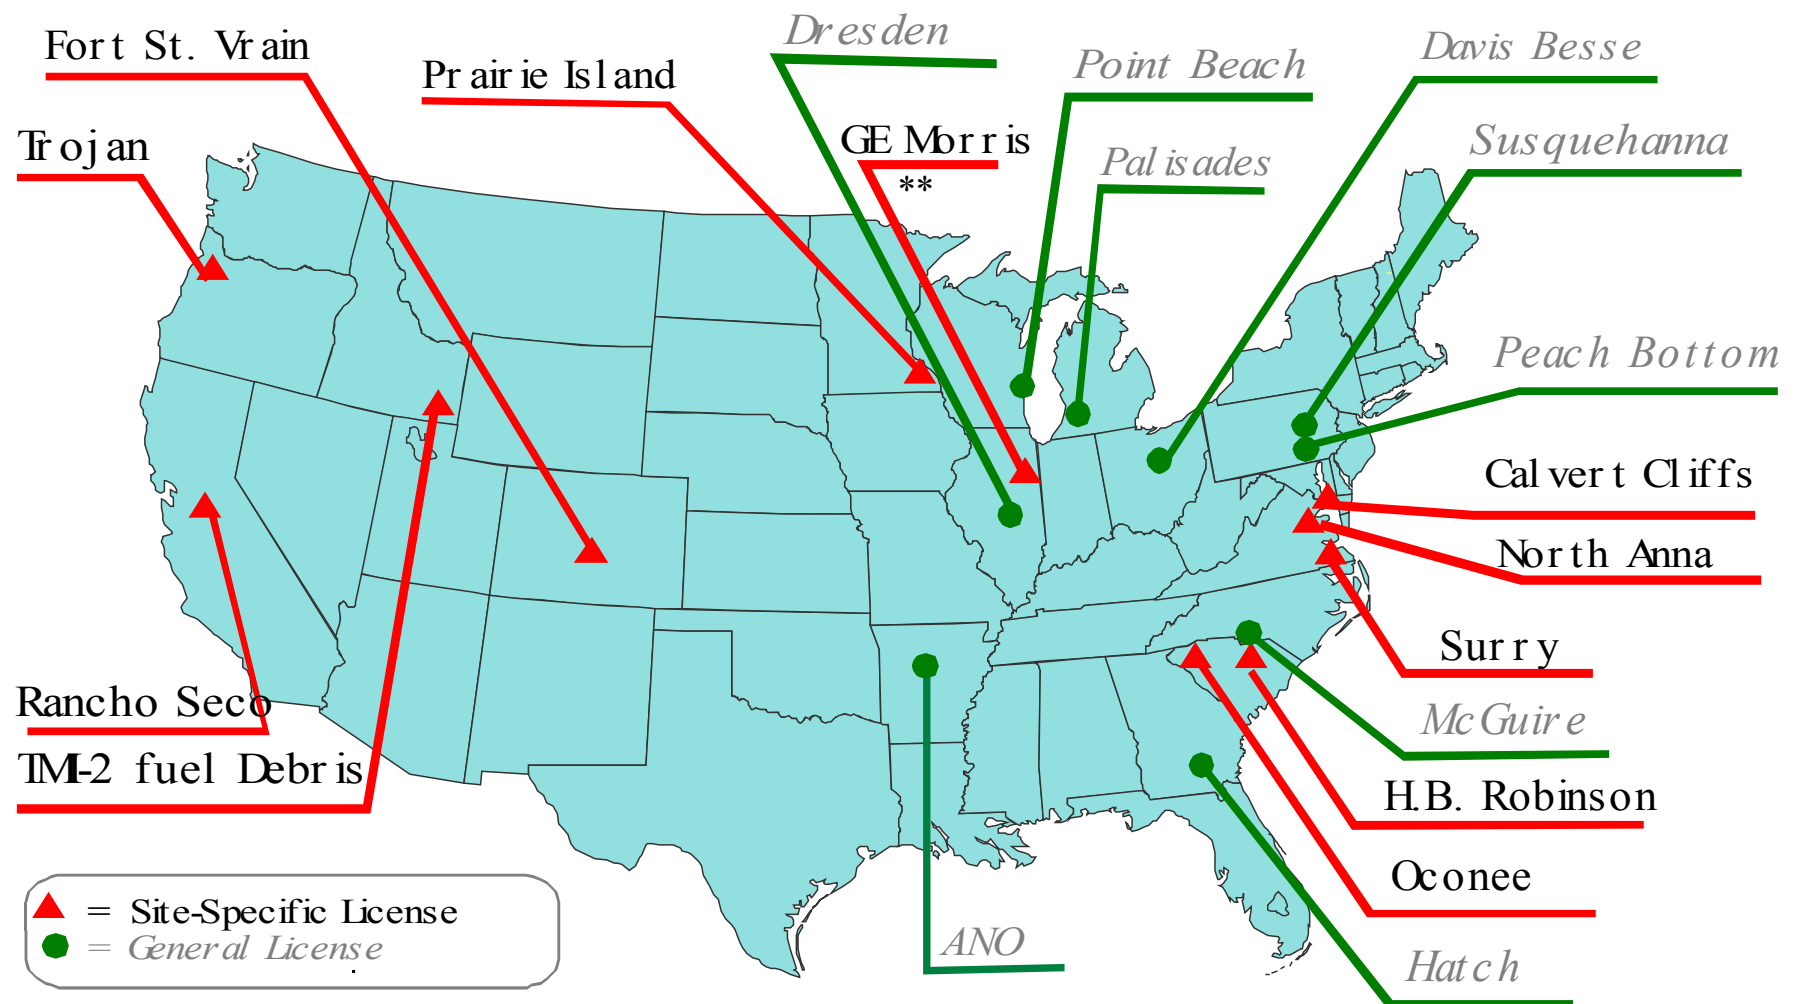 Fort St. Vrain
Prairie Island
Dresden
Point Beach
Davis Besse
Trojan
GE Morris
**
Palisades
Susquehanna
Peach Bottom
Calvert Cliffs
North Anna
Surry
Rancho Seco
McGuire
TMI-2 fuel Debris
H.B. Robinson
Oconee
ANO
Hatch
= Site-Specific License
= General License